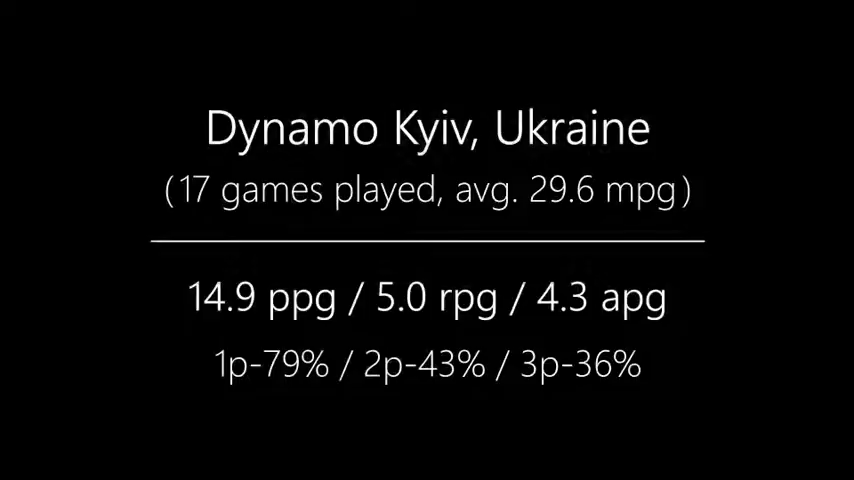 Dynamo Kyiv, Ukraine
(17 games played, avg. 29.6 mpg)
14.9 ppg / 5.0 rpg / 4.3 apg
1p-79% / 2p-43% / 3p-36%